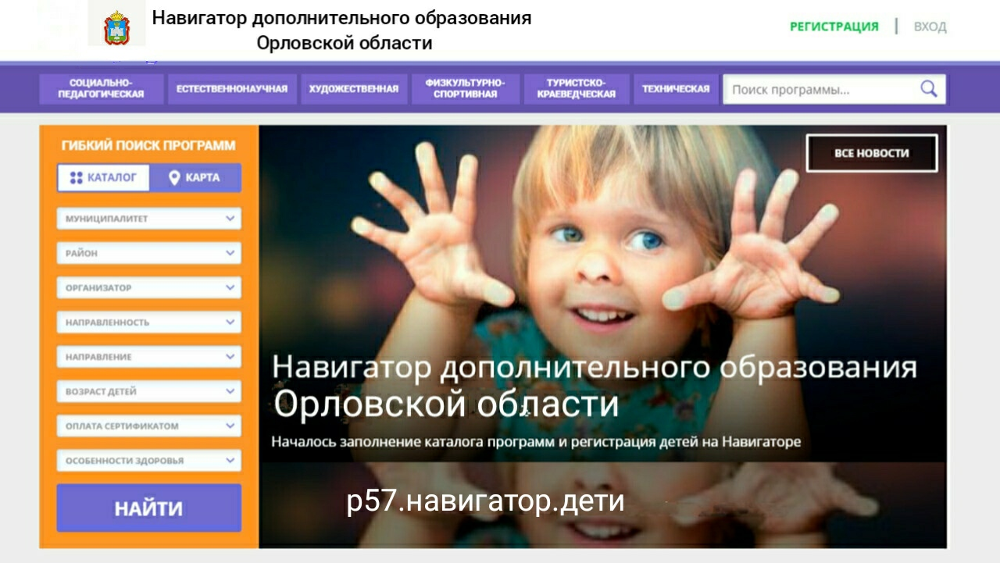 Навигатор дополнительного образования
Орловской области
РЕГИСТРАЦИЯ | ВХОД
СОЦИАЛЬНО-
ПЕДАГОГИЧЕСКАЯ
ЕСТЕСТВЕННОНАУЧНАЯ
ХУДОЖЕСТВЕННАЯ
ФИЗКУЛЬТУРНО-
СПОРТИВНАЯ
ТУРИСТСКО-
КРАЕВЕДЧЕСКАЯ
ТЕХНИЧЕСКАЯ
Поиск программы...
ГИБКИЙ ПОИСК ПРОГРАММ
КАТАЛОГ
КАРТА
МУНИЦИПАЛИТЕТ
РАЙОН
ОРГАНИЗАТОР
НАПРАВЛЕННОСТЬ
НАПРАВЛЕНИЕ
ВОЗРАСТ ДЕТЕЙ
ОПЛАТА СЕРТИФИКАТОМ
ОСОБЕННОСТИ ЗДОРОВЬЯ
НАЙТИ
ВСЕ НОВОСТИ
Навигатор дополнительного образования
Орловской области
Началось заполнение каталога программ и регистрация детей на Навигаторе
р57.навигатор.дети